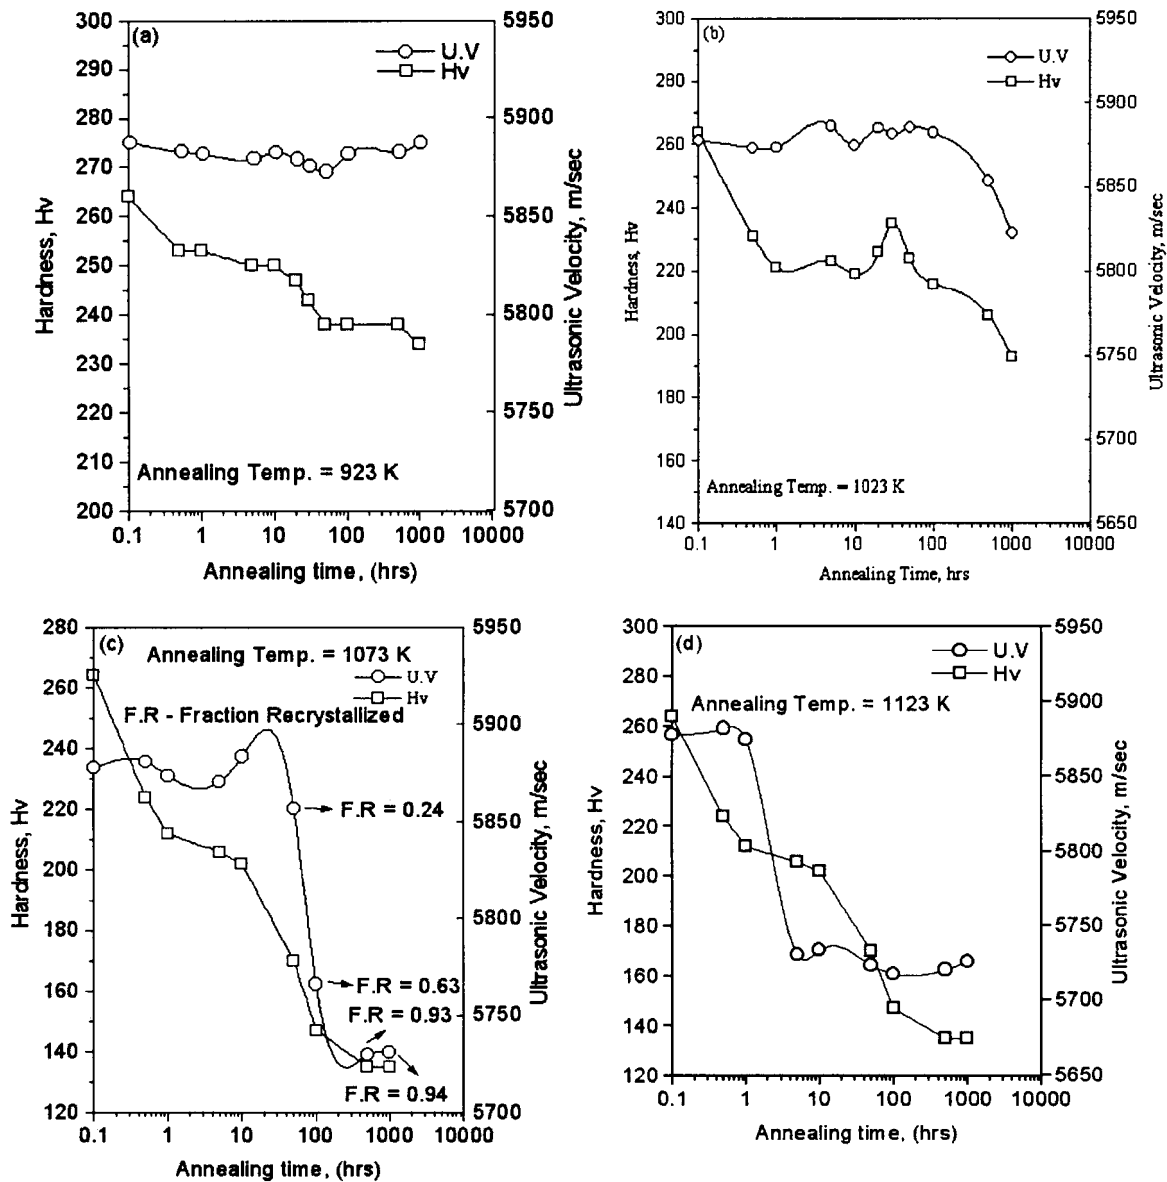 (a)
U.V
Hv
300
290
280
270
260
250
240
230
220
210
200
Hardness, Hv
5950
5900
5850
5800
5750
5700
Ultrasonic Velocity, m/sec
Annealing Temp. = 923 K
0.1 1 10 100 1000 10000
Annealing time, (hrs)
(b)
U.V
Hv
300
280
260
240
220
200
180
160
140
Hardness, Hv
5950
5900
5850
5800
5750
5700
5650
Ultrasonic Velocity, m/sec
Annealing Temp. = 1023 K
0.1 1 10 100 1000 10000
Annealing Time, hrs
(c)
Annealing Temp. = 1073 K
U.V
Hv
F.R - Fraction Recrystallized
F.R = 0.24
F.R = 0.63
F.R = 0.93
F.R = 0.94
280
260
240
220
200
180
160
140
120
Hardness, Hv
5950
5900
5850
5800
5750
5700
Ultrasonic Velocity, m/sec
0.1 1 10 100 1000 10000
Annealing time, (hrs)
(d)
U.V
Hv
Annealing Temp. = 1123 K
300
280
260
240
220
200
180
160
140
120
Hardness, Hv
5950
5900
5850
5800
5750
5700
5650
Ultrasonic Velocity, m/sec
0.1 1 10 100 1000 10000
Annealing time, (hrs)